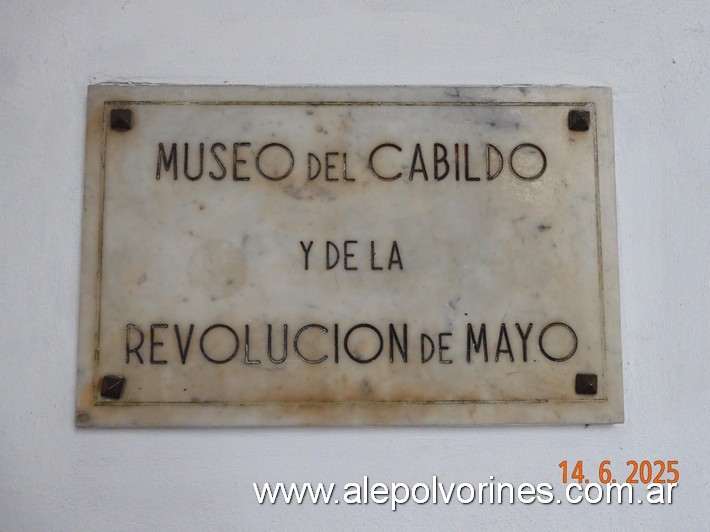 MUSEO DEL CABILDO
Y DE LA
REVOLUCION DE MAYO
14. 6. 2025
www.alepolvorines.com.ar